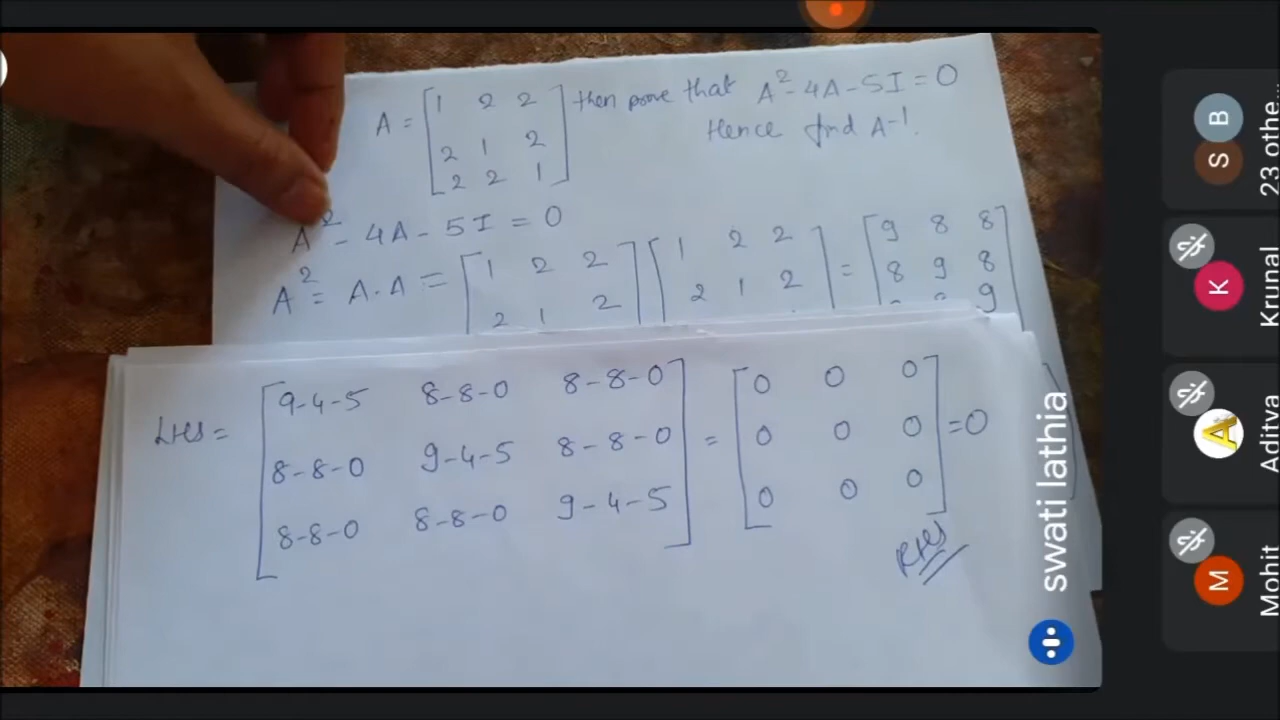 A = [1 2 2 then prove that A²-4A-5I=0
2 1 2 Hence find A-1.
2 2 1]
A²-4A-5I=0
A²= A.A = [1 2 2] [1 2 2] = [9 8 8]
2 1 2 2 1 2 8 9 8
9
LHS = [9-4-5 8-8-0 8-8-0] = [0 0 0]
8-8-0 9-4-5 8-8-0 0 0 0 =0
8-8-0 8-8-0 9-4-5 0 0 0
RHS
swati lathia
S B
23 othe...
K
Krunal
A
Aditya
M
Mohit